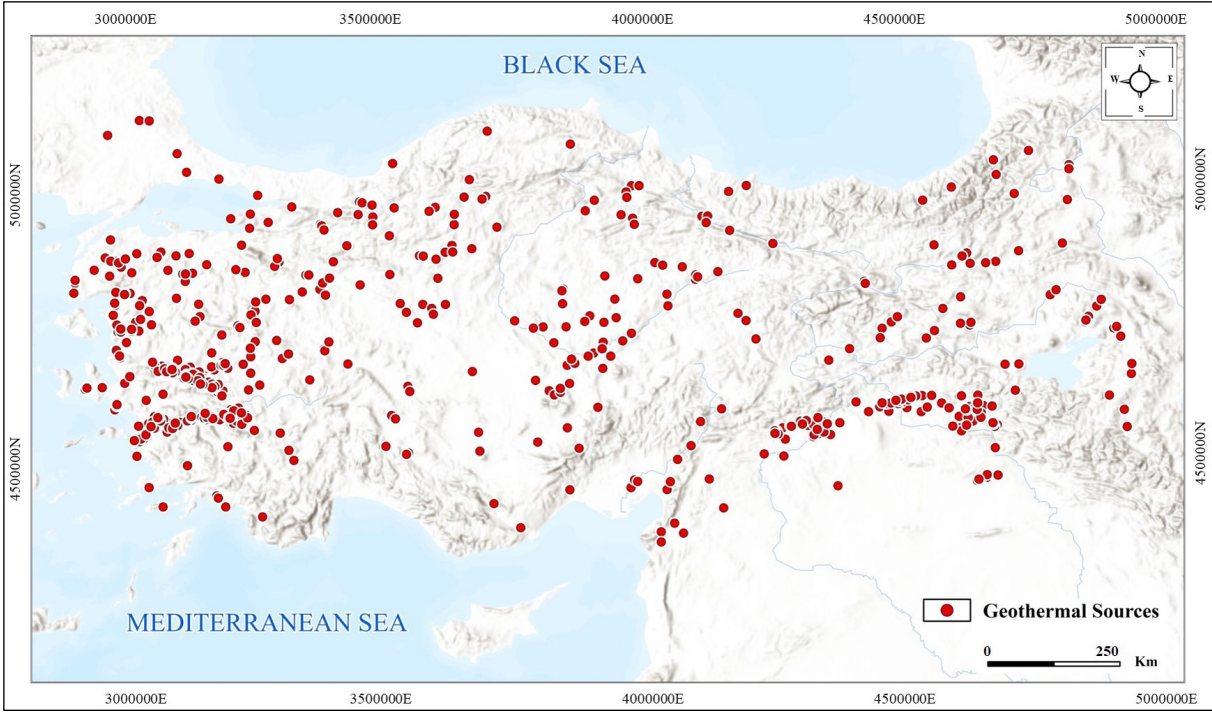 3000000E 3500000E 4000000E 4500000E 5000000E
BLACK SEA
N
W E
S
5000000N 5000000N
4500000N 4500000N
Geothermal Sources
MEDITERRANEAN SEA
0 250
Km
3000000E 3500000E 4000000E 4500000E 5000000E